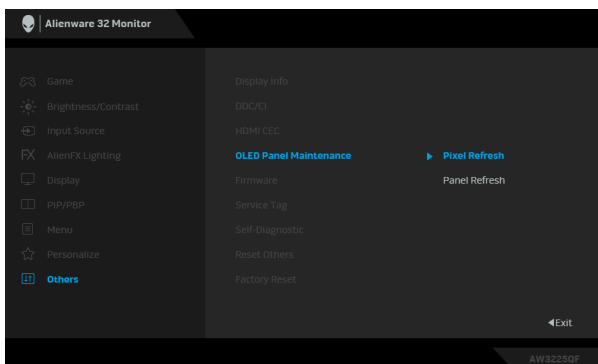 Alienware 32 Monitor
Game
Brightness/Contrast
Input Source
AlienFX Lighting
Display
PIP/PBP
Menu
Personalize
Others
Display Info
DDC/CI
HDMI CEC
OLED Panel Maintenance
Firmware
Service Tag
Self-Diagnostic
Reset Others
Factory Reset
Pixel Refresh
Panel Refresh
Exit
AW3225QF